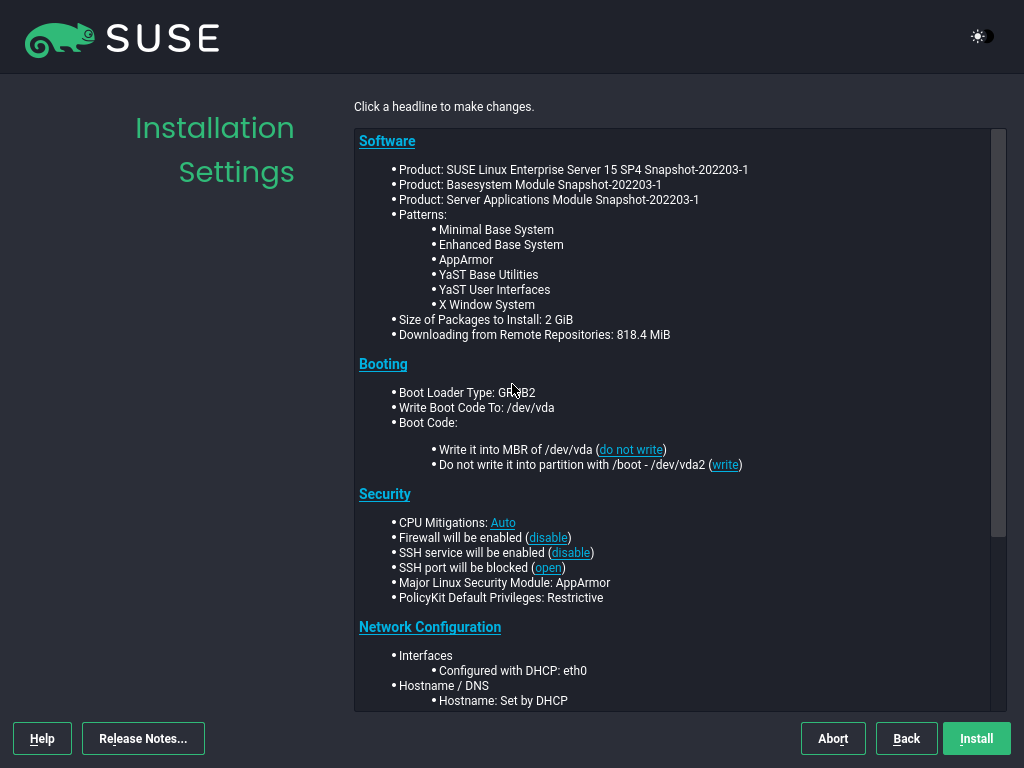 SUSE
Installation
Settings
Click a headline to make changes.
Software
• Product: SUSE Linux Enterprise Server 15 SP4 Snapshot-202203-1
• Product: Basesystem Module Snapshot-202203-1
• Product: Server Applications Module Snapshot-202203-1
• Patterns:
• Minimal Base System
• Enhanced Base System
• AppArmor
• YaST Base Utilities
• YaST User Interfaces
• X Window System
• Size of Packages to Install: 2 GiB
• Downloading from Remote Repositories: 818.4 MiB
Booting
• Boot Loader Type: GRUB2
• Write Boot Code To: /dev/vda
• Boot Code:
• Write it into MBR of /dev/vda (do not write)
• Do not write it into partition with /boot - /dev/vda2 (write)
Security
• CPU Mitigations: Auto
• Firewall will be enabled (disable)
• SSH service will be enabled (disable)
• SSH port will be blocked (open)
• Major Linux Security Module: AppArmor
• PolicyKit Default Privileges: Restrictive
Network Configuration
• Interfaces
• Configured with DHCP: eth0
• Hostname / DNS
• Hostname: Set by DHCP
Help Release Notes... Abort Back Install